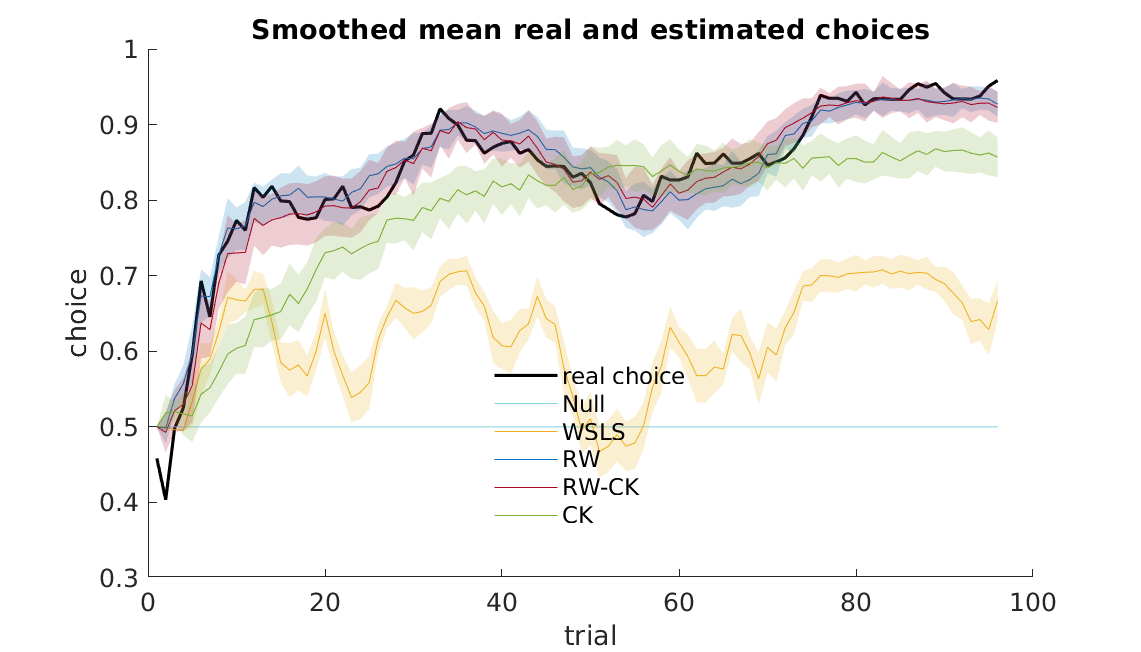 Smoothed mean real and estimated choices
1
0.9
0.8
0.7
0.6
0.5
0.4
0.3
choice
real choice
Null
WSLS
RW
RW-CK
CK
0 20 40 60 80 100
trial